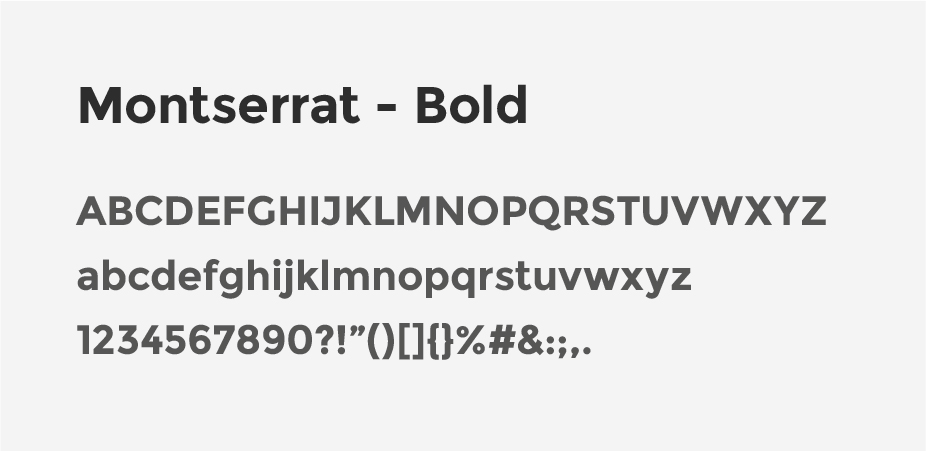 Montserrat - Bold
ABCDEFGHIJKLMNOPQRSTUVWXYZ
abcdefghijklmnopqrstuvwxyz
1234567890?!”()[]{}%#&:;,.